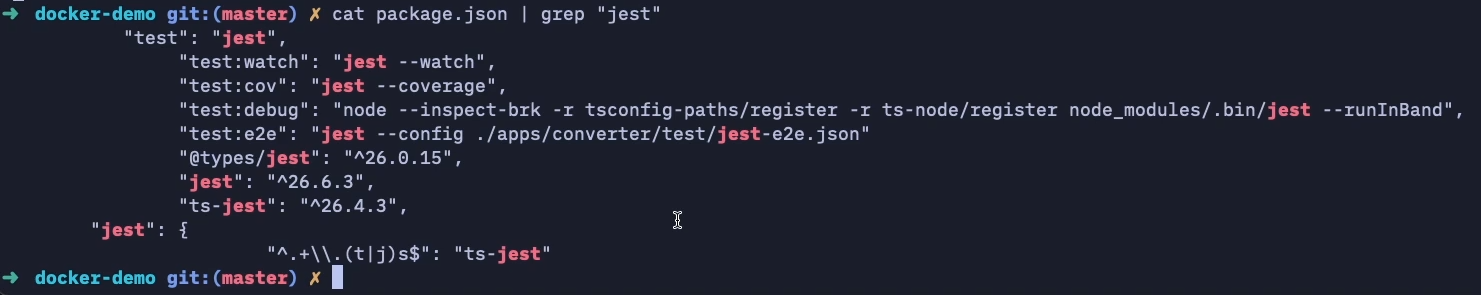 ➜ docker-demo git:(master) ✗ cat package.json | grep "jest"
"test": "jest",
"test:watch": "jest --watch",
"test:cov": "jest --coverage",
"test:debug": "node --inspect-brk -r tsconfig-paths/register -r ts-node/register node_modules/.bin/jest --runInBand",
"test:e2e": "jest --config ./apps/converter/test/jest-e2e.json"
"@types/jest": "^26.0.15",
"jest": "^26.6.3",
"ts-jest": "^26.4.3",
"jest": {
"^.+\\.(t|j)s$": "ts-jest"
➜ docker-demo git:(master) ✗